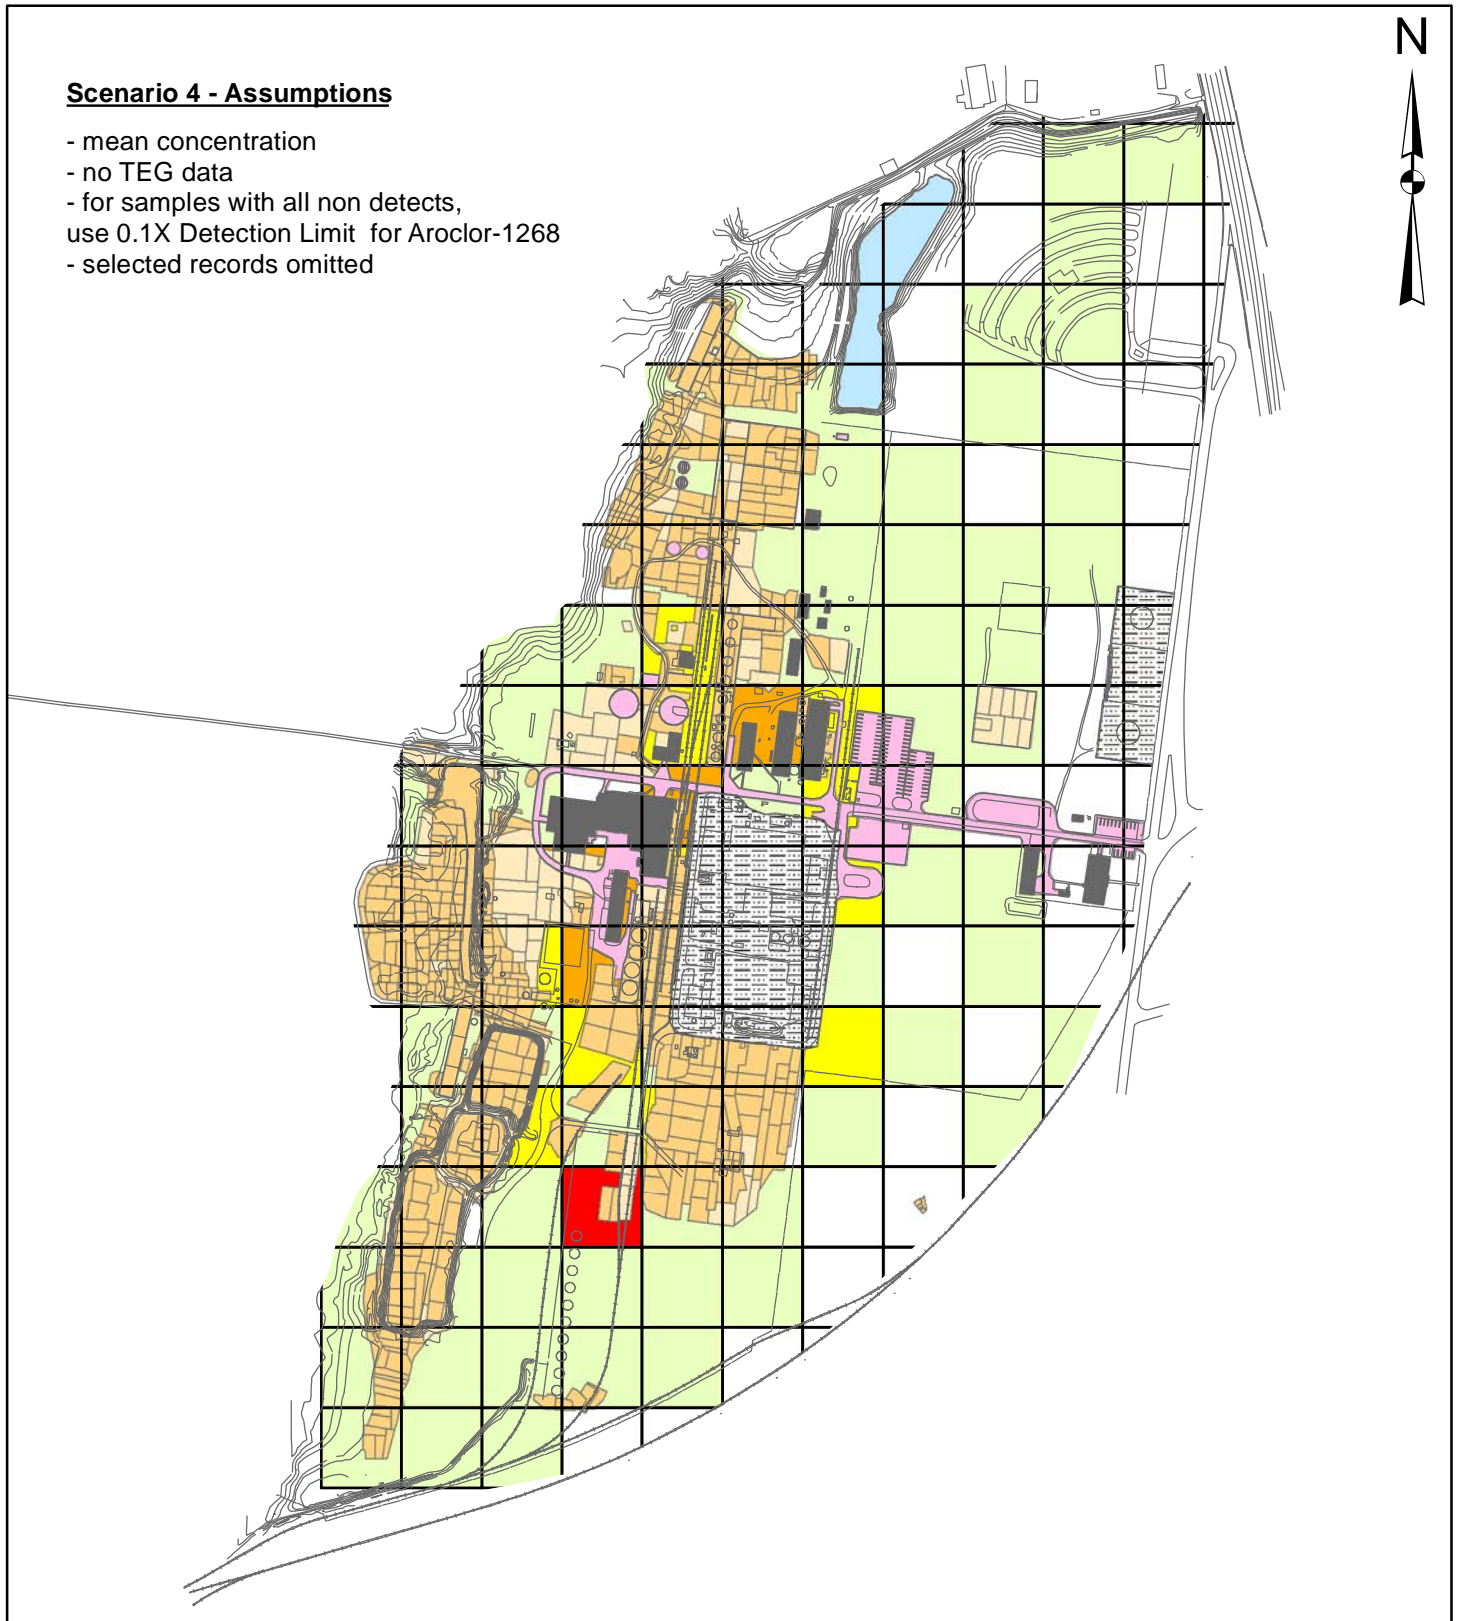 N
Scenario 4 - Assumptions
- mean concentration
- no TEG data
- for samples with all non detects,
use 0.1X Detection Limit for Aroclor-1268
- selected records omitted